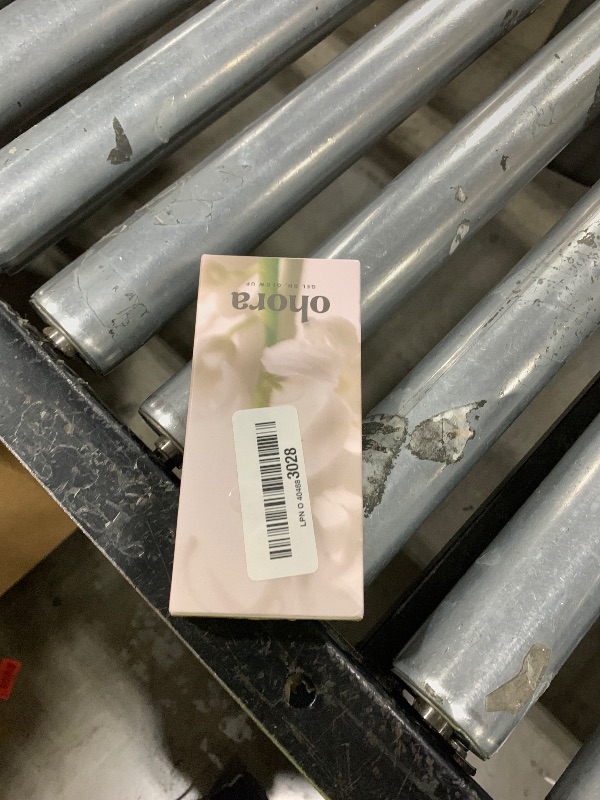 ohora
GEL ON, GLOW UP
LPN O 40488 3028